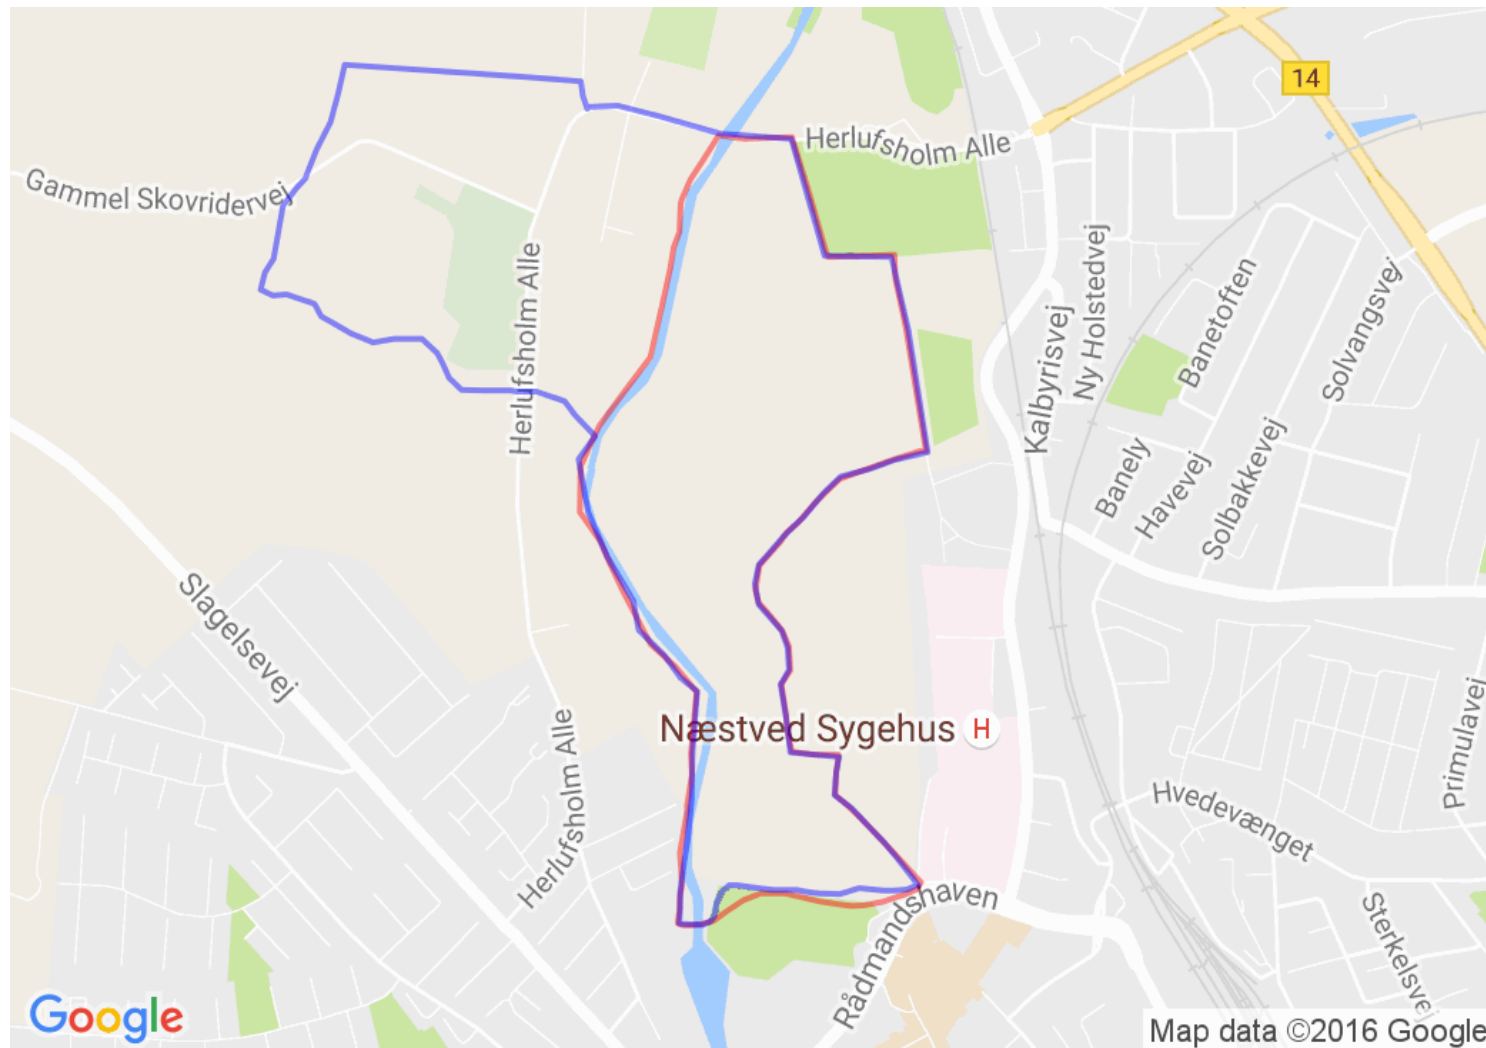 14
Herlufsholm Alle
Gammel Skovridervej
Herlufsholm Alle
Kalbyrisvej
Ny Holstedvej
Banetoften
Solvangsvej
Banely
Havevej
Solbakkevej
Slagelsevej
Næstved Sygehus H
Herlufsholm Alle
Primulavej
Hvedevænget
Rådmandshaven
Sterkelsvej
Google
Map data ©2016 Google